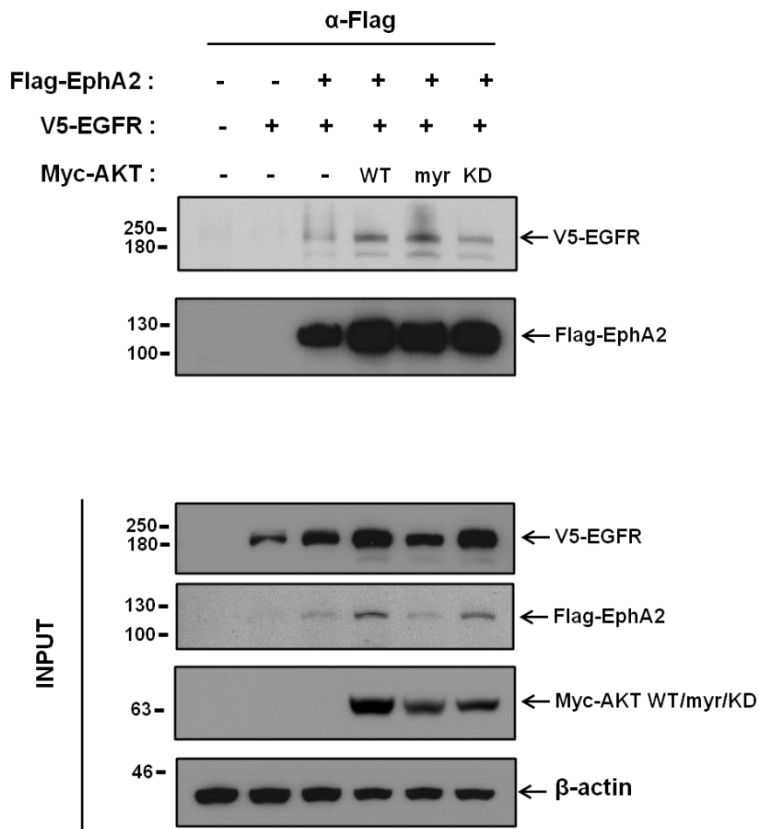 α-Flag
Flag-EphA2 : - - + + + +
V5-EGFR : - + + + + +
Myc-AKT : - - - WT myr KD
250
180
V5-EGFR
130
100
Flag-EphA2
INPUT
250
180
V5-EGFR
130
100
Flag-EphA2
63
Myc-AKT WT/myr/KD
46
β-actin